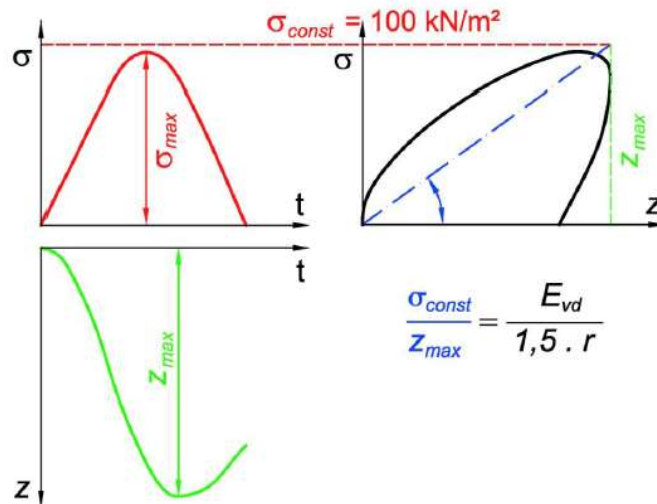 σconst = 100 kN/m²
σ
σmax
t
σ
zmax
z
t
zmax
z
σconst / zmax = Evd / 1,5 . r